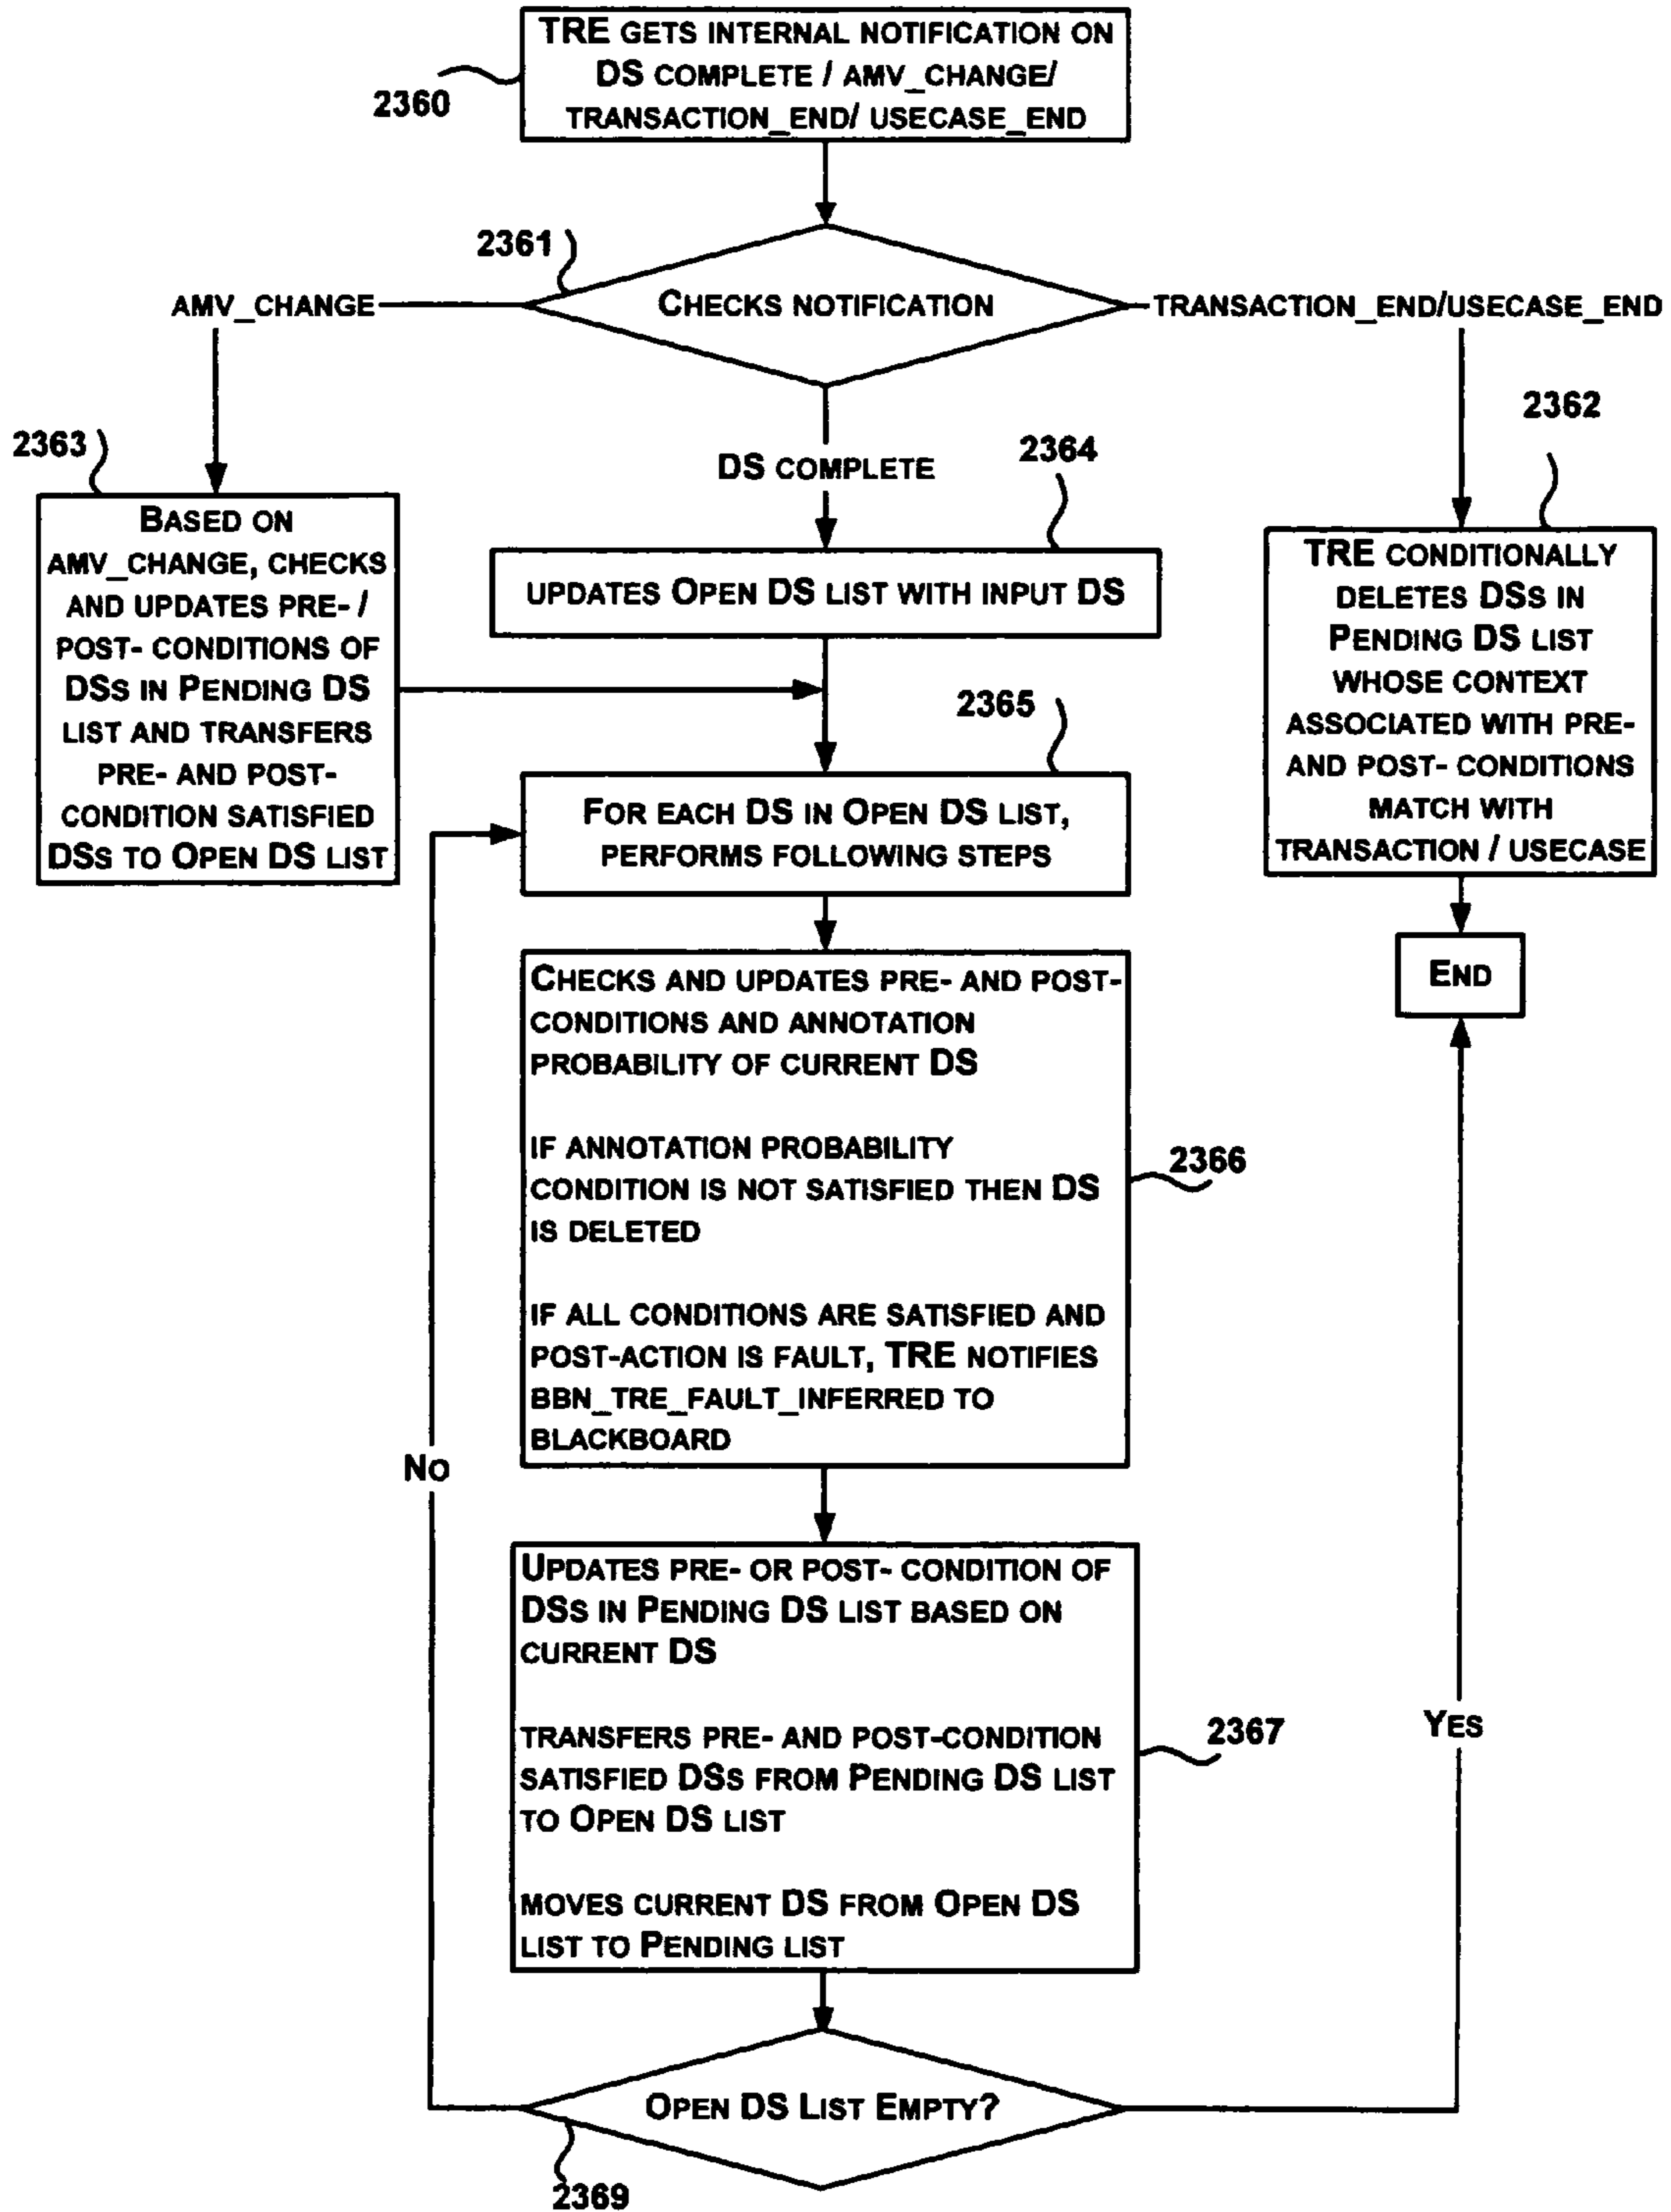 TRE GETS INTERNAL NOTIFICATION ON
DS COMPLETE / AMV_CHANGE/
TRANSACTION_END/ USECASE_END
2360
2361
CHECKS NOTIFICATION
AMV_CHANGE
TRANSACTION_END/USECASE_END
DS COMPLETE
2363
BASED ON
AMV_CHANGE, CHECKS
AND UPDATES PRE- /
POST- CONDITIONS OF
DSS IN PENDING DS
LIST AND TRANSFERS
PRE- AND POST-
CONDITION SATISFIED
DSS TO OPEN DS LIST
2364
UPDATES OPEN DS LIST WITH INPUT DS
2362
TRE CONDITIONALLY
DELETES DSS IN
PENDING DS LIST
WHOSE CONTEXT
ASSOCIATED WITH PRE-
AND POST- CONDITIONS
MATCH WITH
TRANSACTION / USECASE
END
2365
FOR EACH DS IN OPEN DS LIST,
PERFORMS FOLLOWING STEPS
CHECKS AND UPDATES PRE- AND POST-
CONDITIONS AND ANNOTATION
PROBABILITY OF CURRENT DS
IF ANNOTATION PROBABILITY
CONDITION IS NOT SATISFIED THEN DS
IS DELETED
IF ALL CONDITIONS ARE SATISFIED AND
POST-ACTION IS FAULT, TRE NOTIFIES
BBN_TRE_FAULT_INFERRED TO
BLACKBOARD
2366
NO
UPDATES PRE- OR POST- CONDITION OF
DSS IN PENDING DS LIST BASED ON
CURRENT DS
TRANSFERS PRE- AND POST-CONDITION
SATISFIED DSS FROM PENDING DS LIST
TO OPEN DS LIST
MOVES CURRENT DS FROM OPEN DS
LIST TO PENDING LIST
2367
YES
OPEN DS LIST EMPTY?
2369